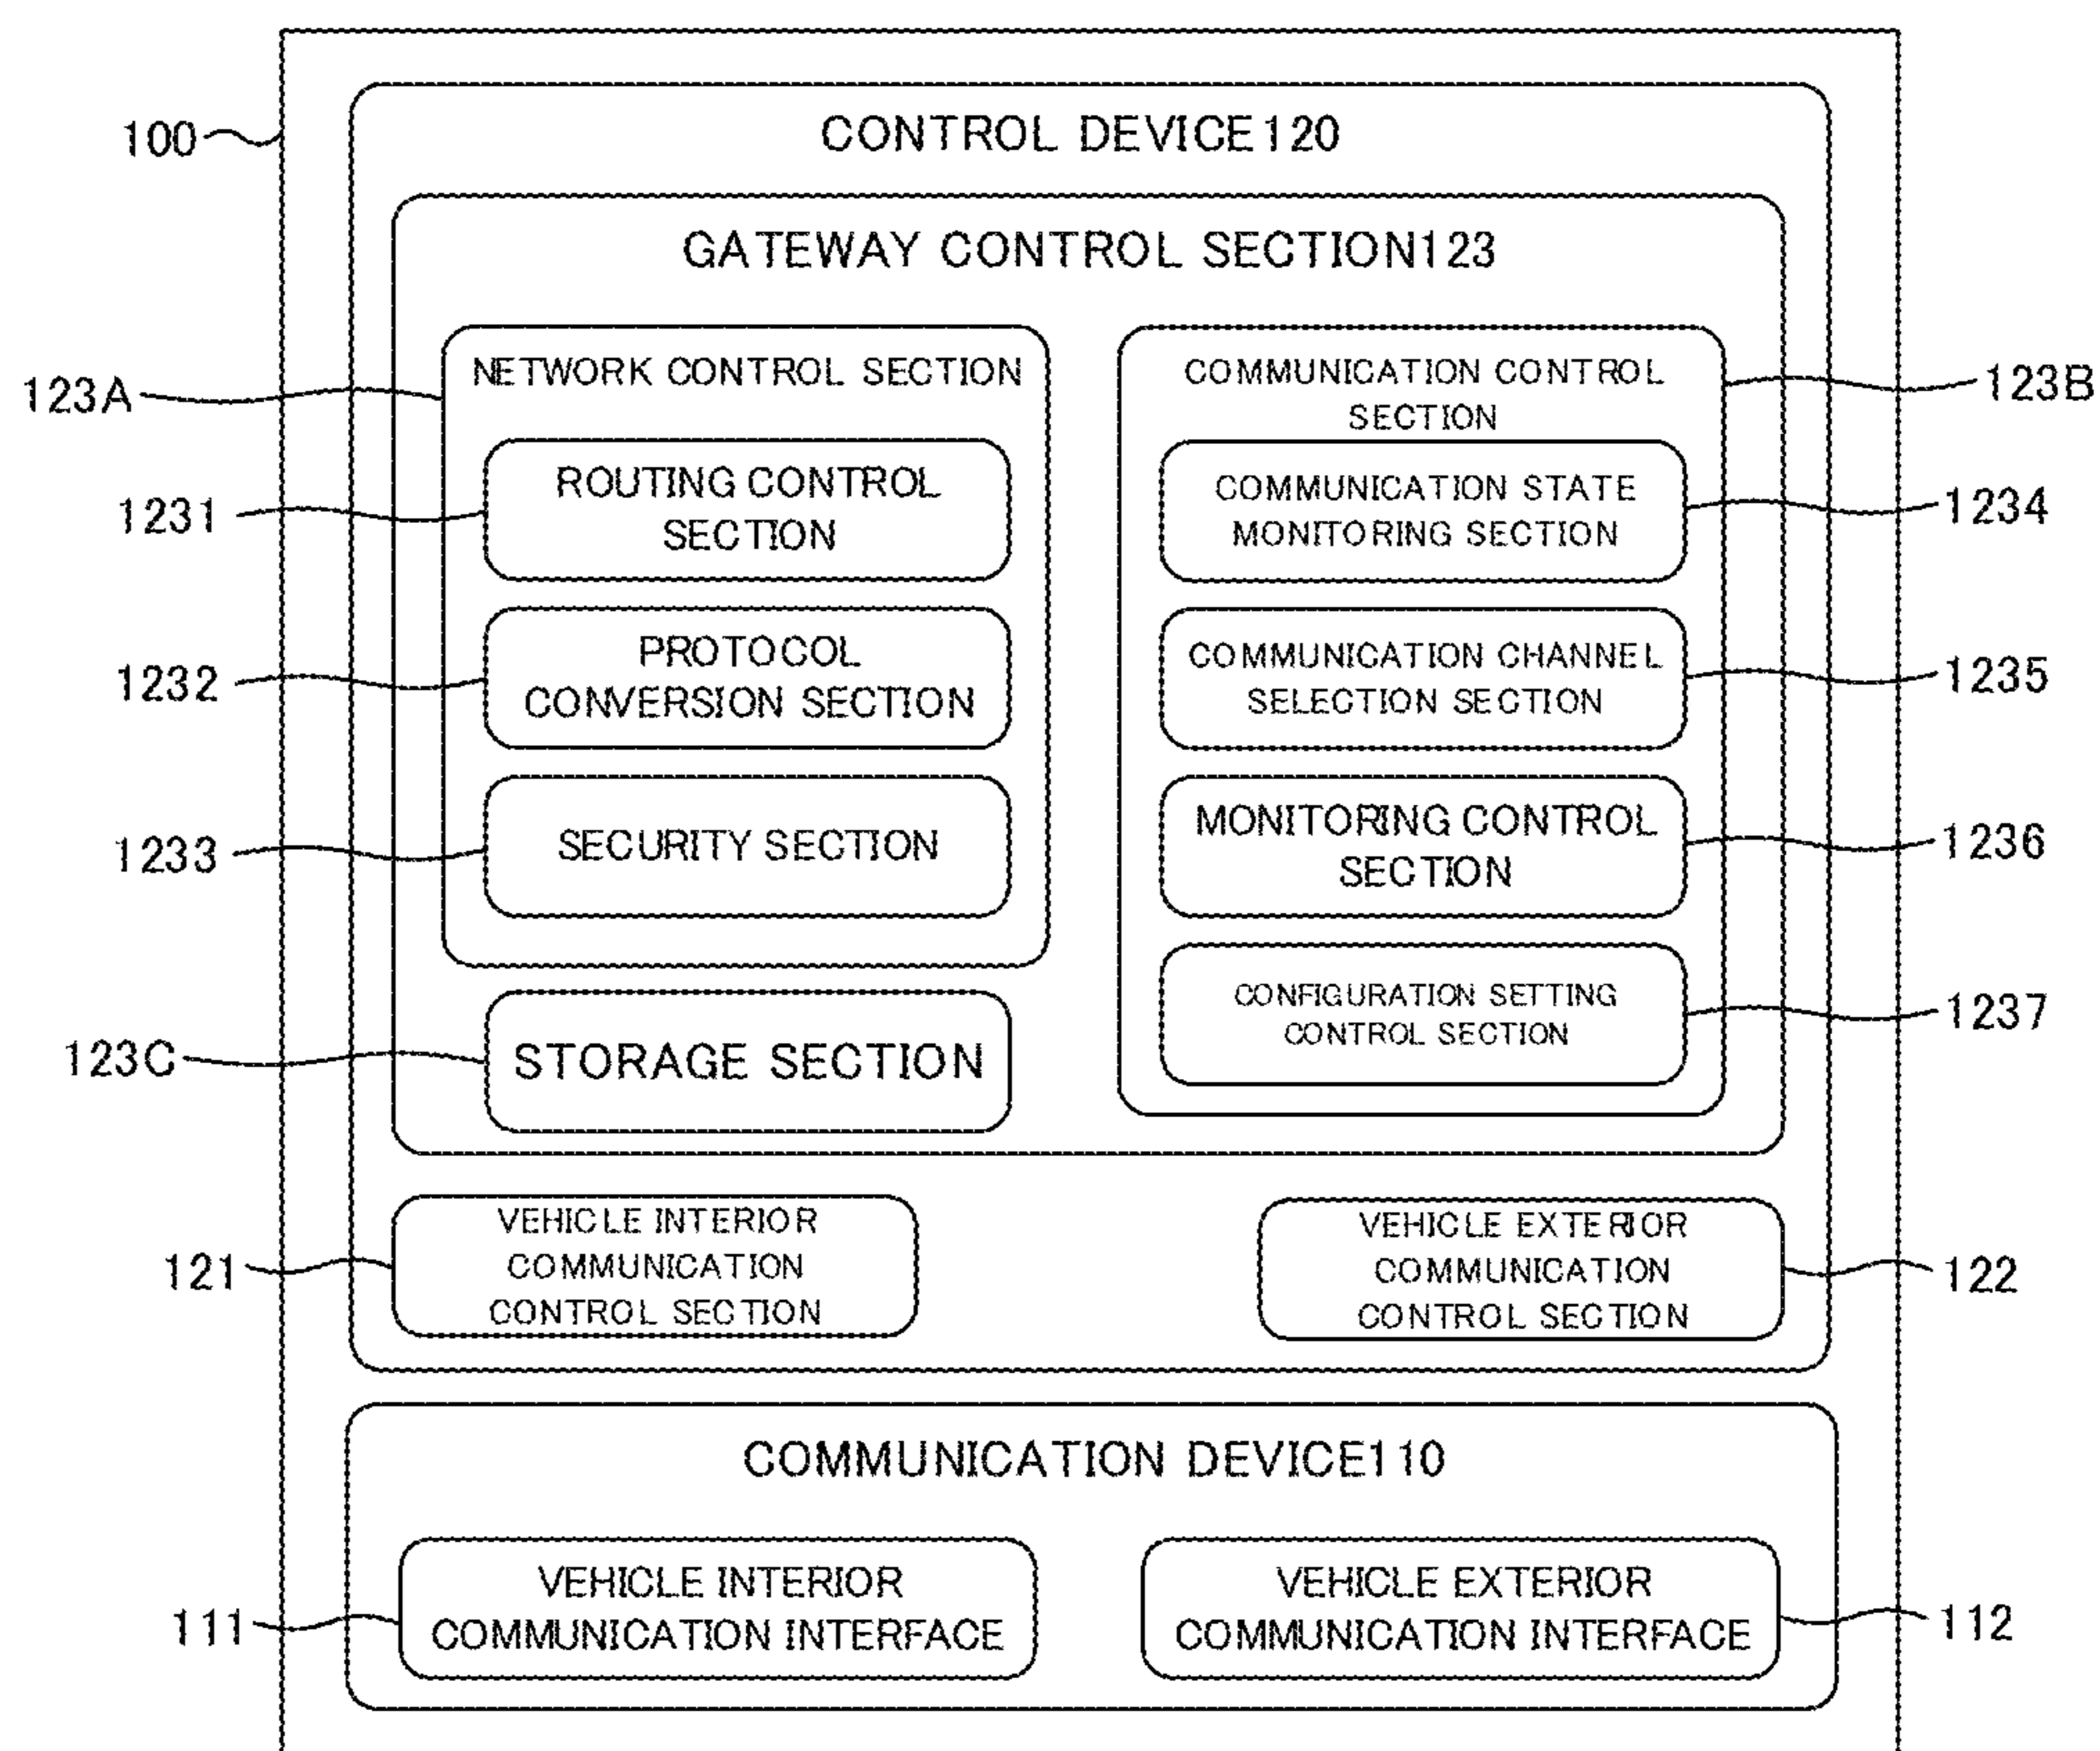 100
CONTROL DEVICE120
GATEWAY CONTROL SECTION123
123A
NETWORK CONTROL SECTION
1231
ROUTING CONTROL
SECTION
1232
PROTOCOL
CONVERSION SECTION
1233
SECURITY SECTION
123C
STORAGE SECTION
COMMUNICATION CONTROL
SECTION
123B
COMMUNICATION STATE
MONITORING SECTION
1234
COMMUNICATION CHANNEL
SELECTION SECTION
1235
MONITORING CONTROL
SECTION
1236
CONFIGURATION SETTING
CONTROL SECTION
1237
121
VEHICLE INTERIOR
COMMUNICATION
CONTROL SECTION
VEHICLE EXTERIOR
COMMUNICATION
CONTROL SECTION
122
COMMUNICATION DEVICE110
111
VEHICLE INTERIOR
COMMUNICATION INTERFACE
VEHICLE EXTERIOR
COMMUNICATION INTERFACE
112